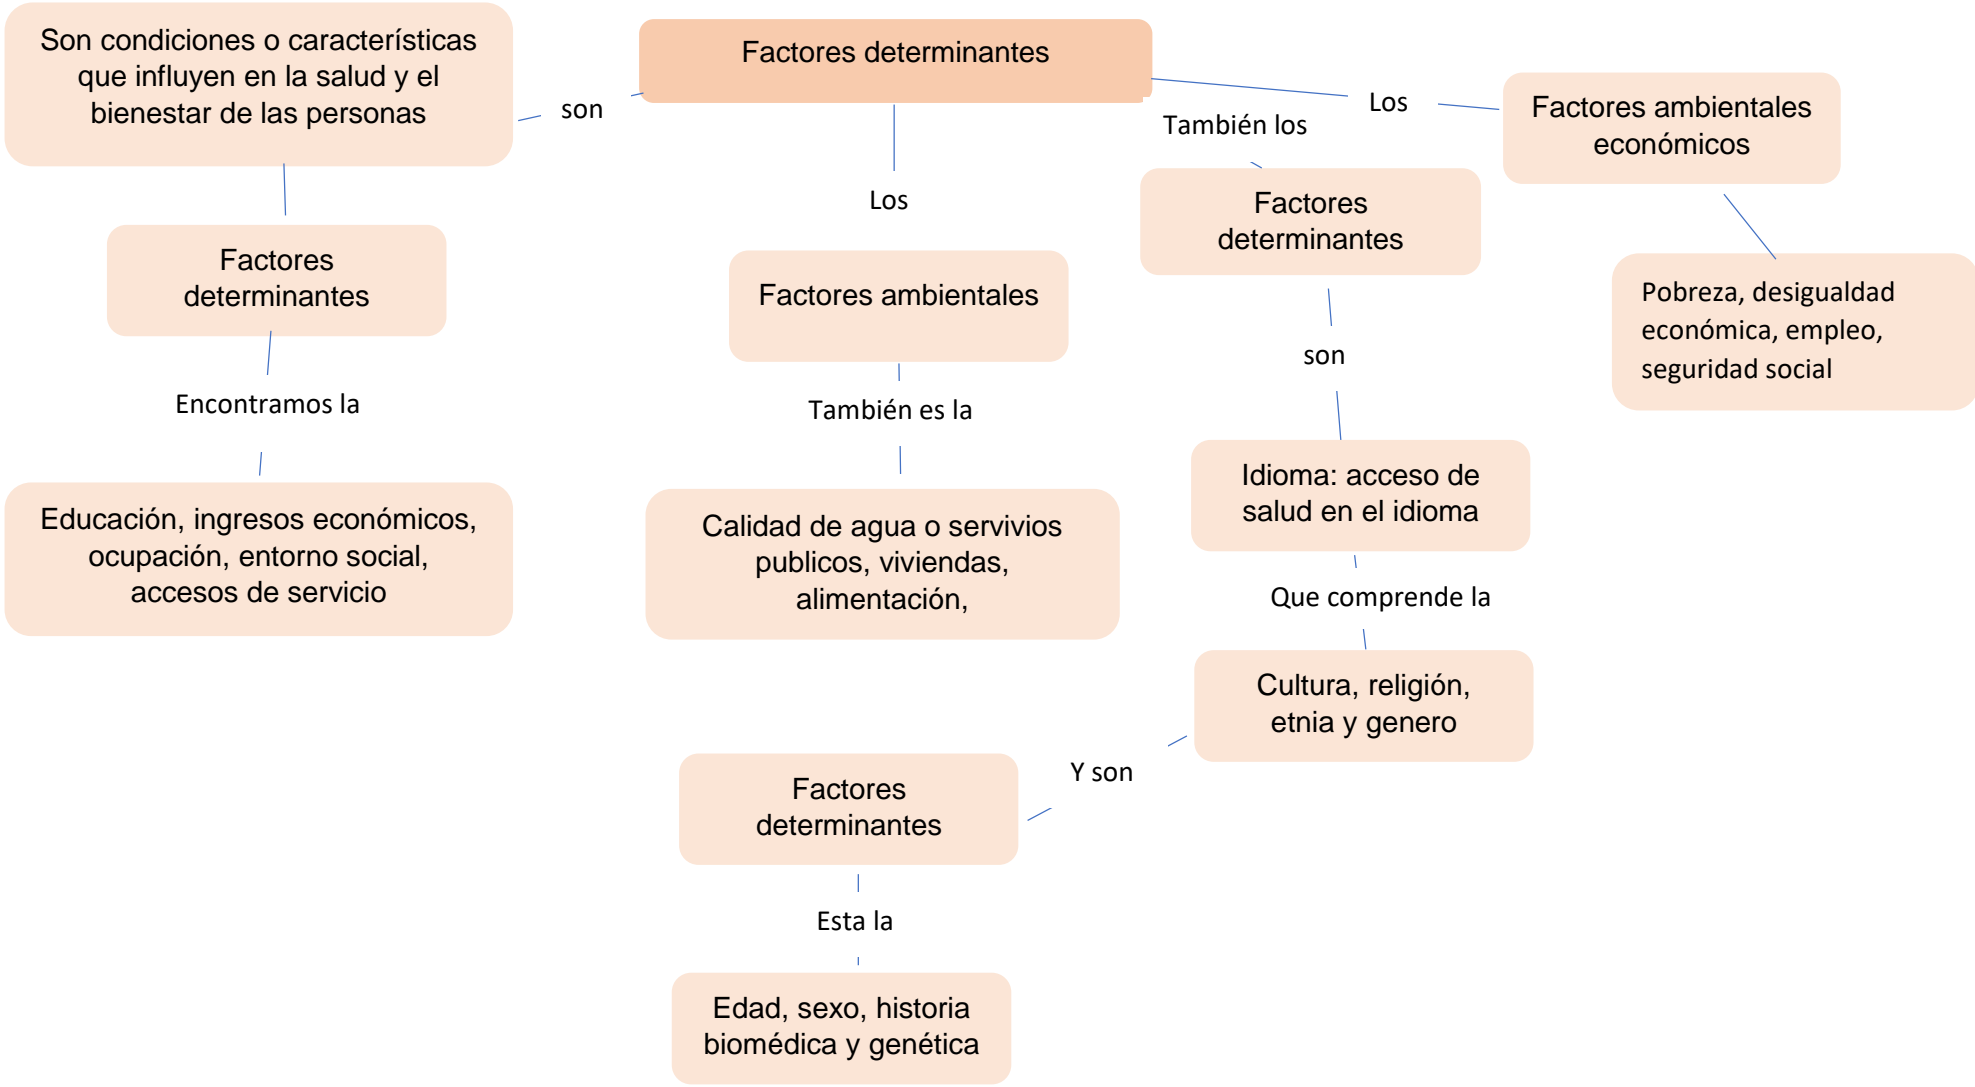 Son condiciones o características
que influyen en la salud y el
bienestar de las personas
son
Factores determinantes
Los
Factores ambientales
económicos
También los
Factores
determinantes
Los
Factores
determinantes
Factores ambientales
Pobreza, desigualdad
económica, empleo,
seguridad social
son
Encontramos la
También es la
Idioma: acceso de
salud en el idioma
Educación, ingresos económicos,
ocupación, entorno social,
accesos de servicio
Calidad de agua o servivios
publicos, viviendas,
alimentación,
Que comprende la
Cultura, religión,
etnia y genero
Y son
Factores
determinantes
Esta la
Edad, sexo, historia
biomédica y genética